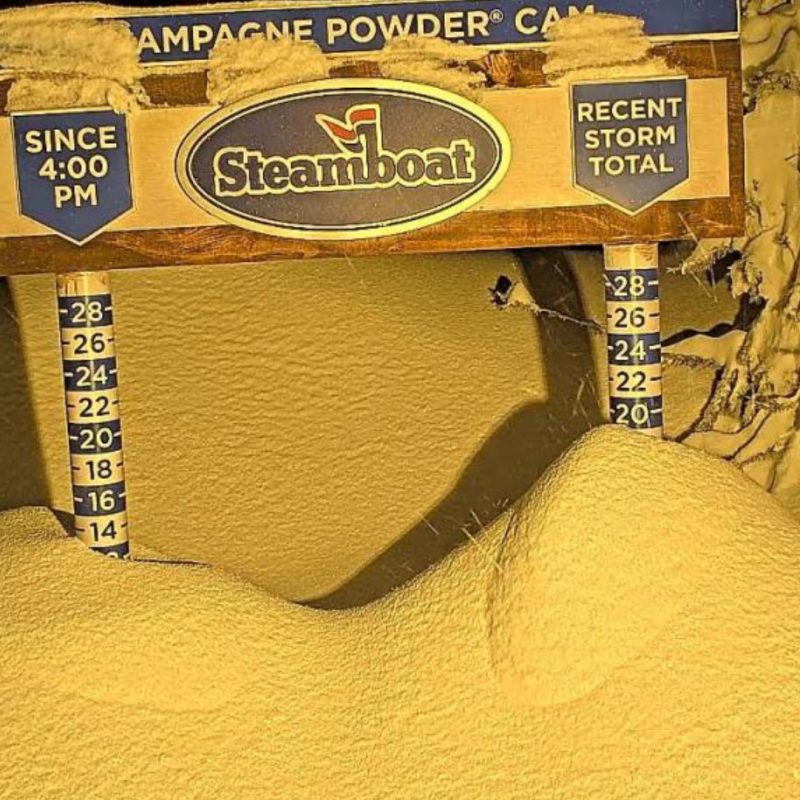 AMPAGNE POWDER® CAM
SINCE
4:00
PM
Steamboat
RECENT
STORM
TOTAL
28
26
24
22
20
18
16
14
28
26
24
22
20